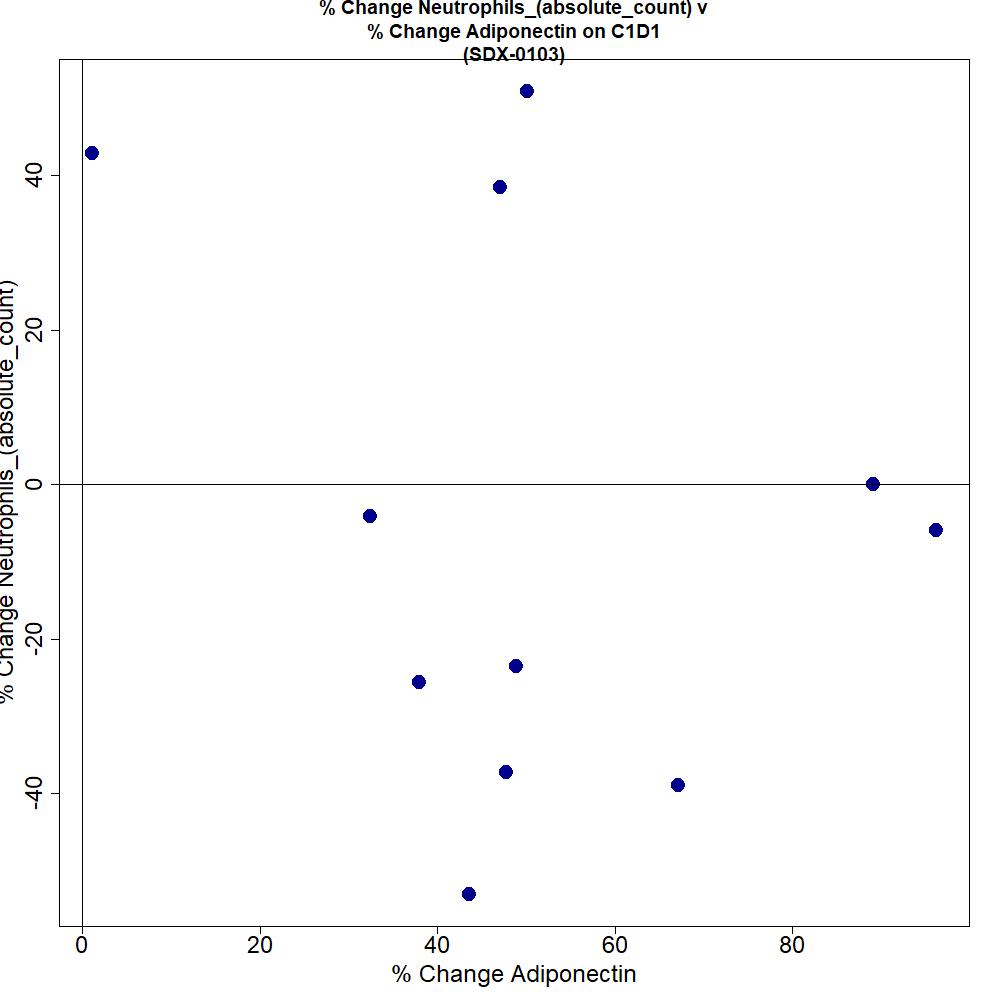 % Change Neutrophils_(absolute_count) v
% Change Adiponectin on C1D1
(SDX-0103)
% Change Neutrophils_(absolute_count)
40
20
0
-20
-40
0
20
40
60
80
% Change Adiponectin